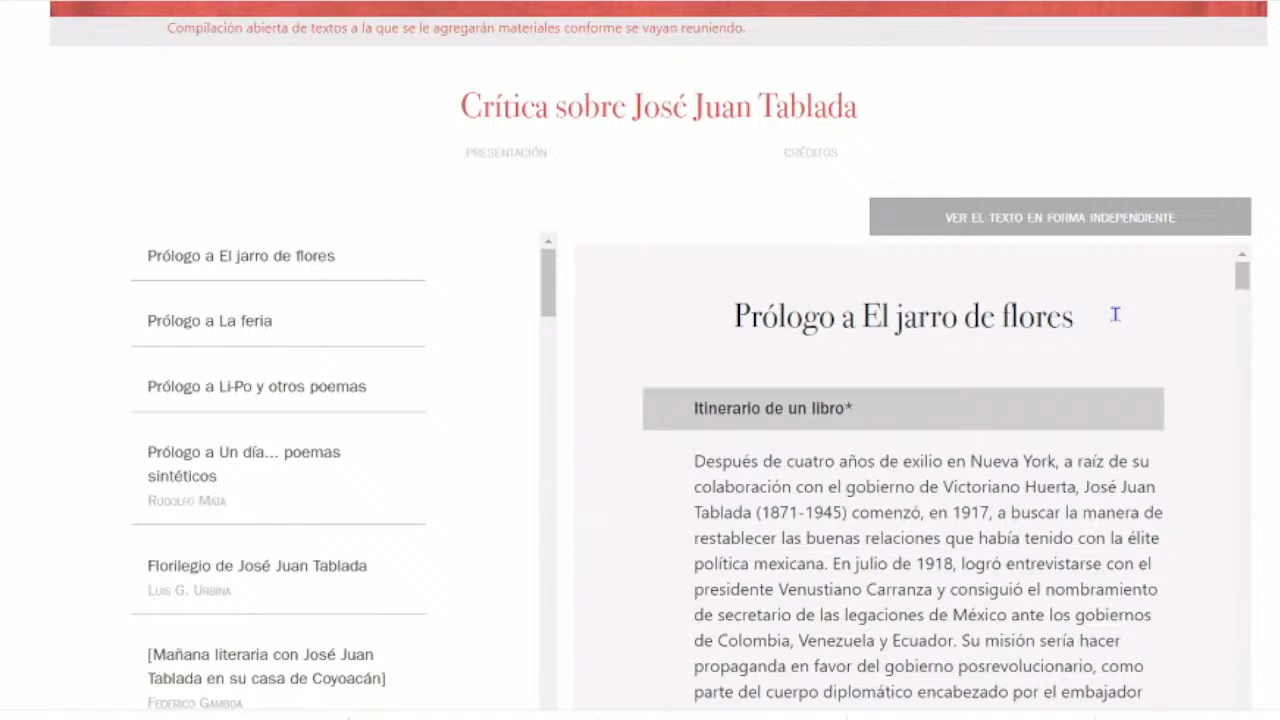 Compilación abierta de textos a la que se le agregarán materiales conforme se vayan reuniendo.
Crítica sobre José Juan Tablada
PRESENTACIÓN
CRÉDITOS
VER EL TEXTO EN FORMA INDEPENDIENTE
Prólogo a El jarro de flores
Prólogo a La feria
Prólogo a Li-Po y otros poemas
Prólogo a Un día... poemas
sintéticos
Rodolfo Mata
Florilegio de José Juan Tablada
Luis G. Urbina
[Mañana literaria con José Juan
Tablada en su casa de Coyoacán]
Federico Gamboa
Prólogo a El jarro de flores
Itinerario de un libro*
Después de cuatro años de exilio en Nueva York, a raíz de su
colaboración con el gobierno de Victoriano Huerta, José Juan
Tablada (1871-1945) comenzó, en 1917, a buscar la manera de
restablecer las buenas relaciones que había tenido con la élite
política mexicana. En julio de 1918, logró entrevistarse con el
presidente Venustiano Carranza y consiguió el nombramiento
de secretario de las legaciones de México ante los gobiernos
de Colombia, Venezuela y Ecuador. Su misión sería hacer
propaganda en favor del gobierno posrevolucionario, como
parte del cuerpo diplomático encabezado por el embajador